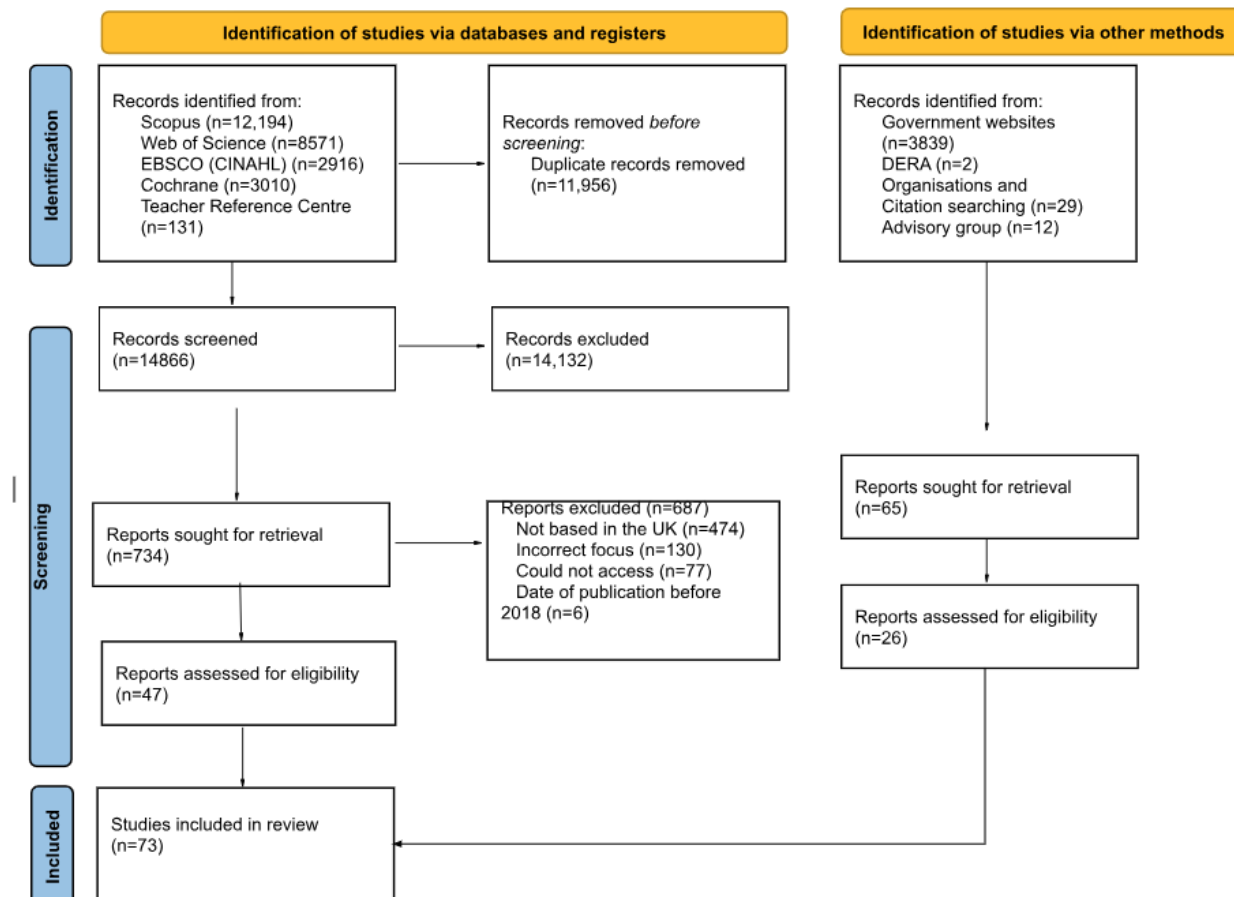 Identification of studies via databases and registers
Identification of studies via other methods
Identification
Records identified from:
Scopus (n=12,194)
Web of Science (n=8571)
EBSCO (CINAHL) (n=2916)
Cochrane (n=3010)
Teacher Reference Centre
(n=131)
Records removed before
screening:
Duplicate records removed
(n=11,956)
Records identified from:
Government websites
(n=3839)
DERA (n=2)
Organisations and
Citation searching (n=29)
Advisory group (n=12)
Screening
Records screened
(n=14866)
Records excluded
(n=14,132)
Reports sought for retrieval
(n=734)
Reports excluded (n=687)
Not based in the UK (n=474)
Incorrect focus (n=130)
Could not access (n=77)
Date of publication before
2018 (n=6)
Reports sought for retrieval
(n=65)
Reports assessed for eligibility
(n=47)
Reports assessed for eligibility
(n=26)
Included
Studies included in review
(n=73)